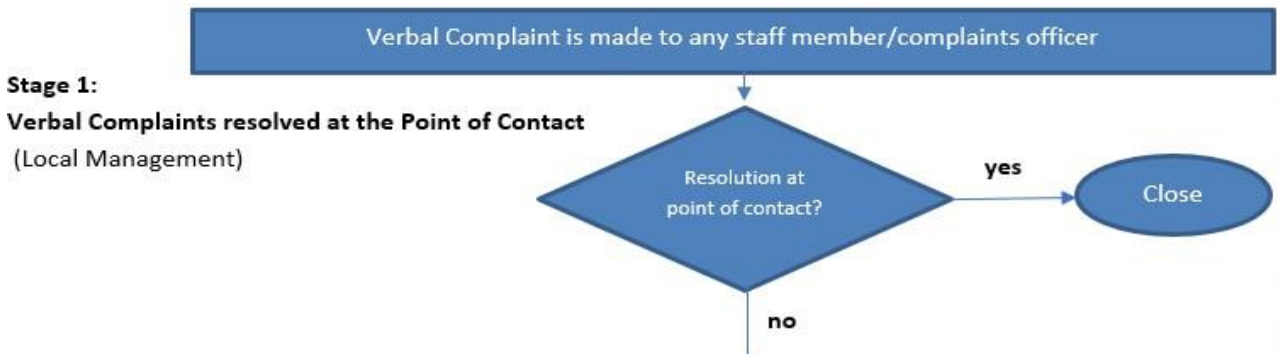 Verbal Complaint is made to any staff member/complaints officer
Stage 1:
Verbal Complaints resolved at the Point of Contact
(Local Management)
Resolution at
point of contact?
yes
Close
no